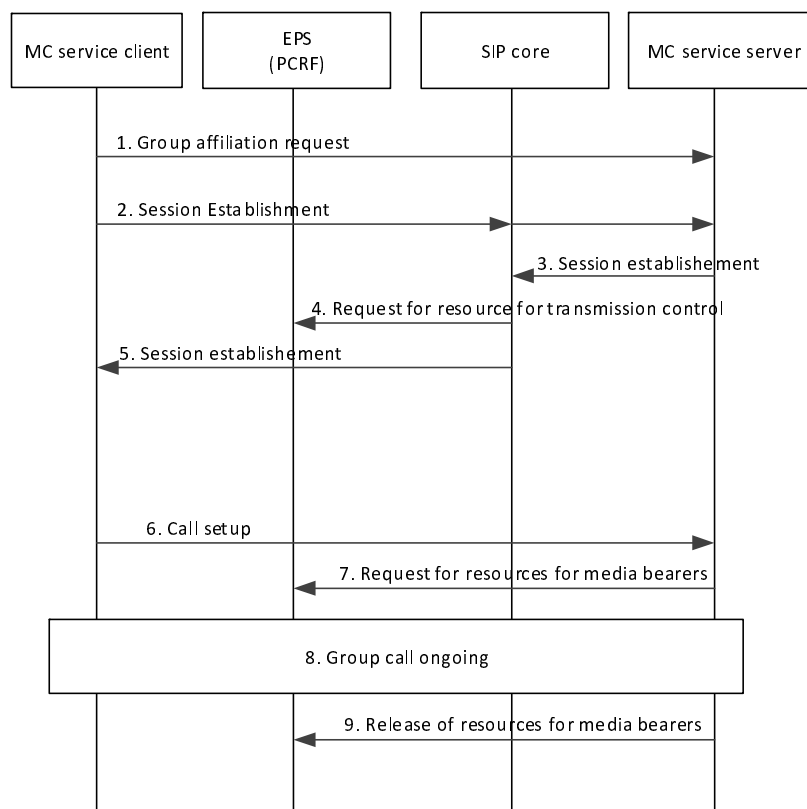 MC service client
EPS
(PCRF)
SIP core
MC service server
1. Group affiliation request
2. Session Establishment
3. Session establishement
4. Request for resource for transmission control
5. Session establishement
6. Call setup
7. Request for resources for media bearers
8. Group call ongoing
9. Release of resources for media bearers